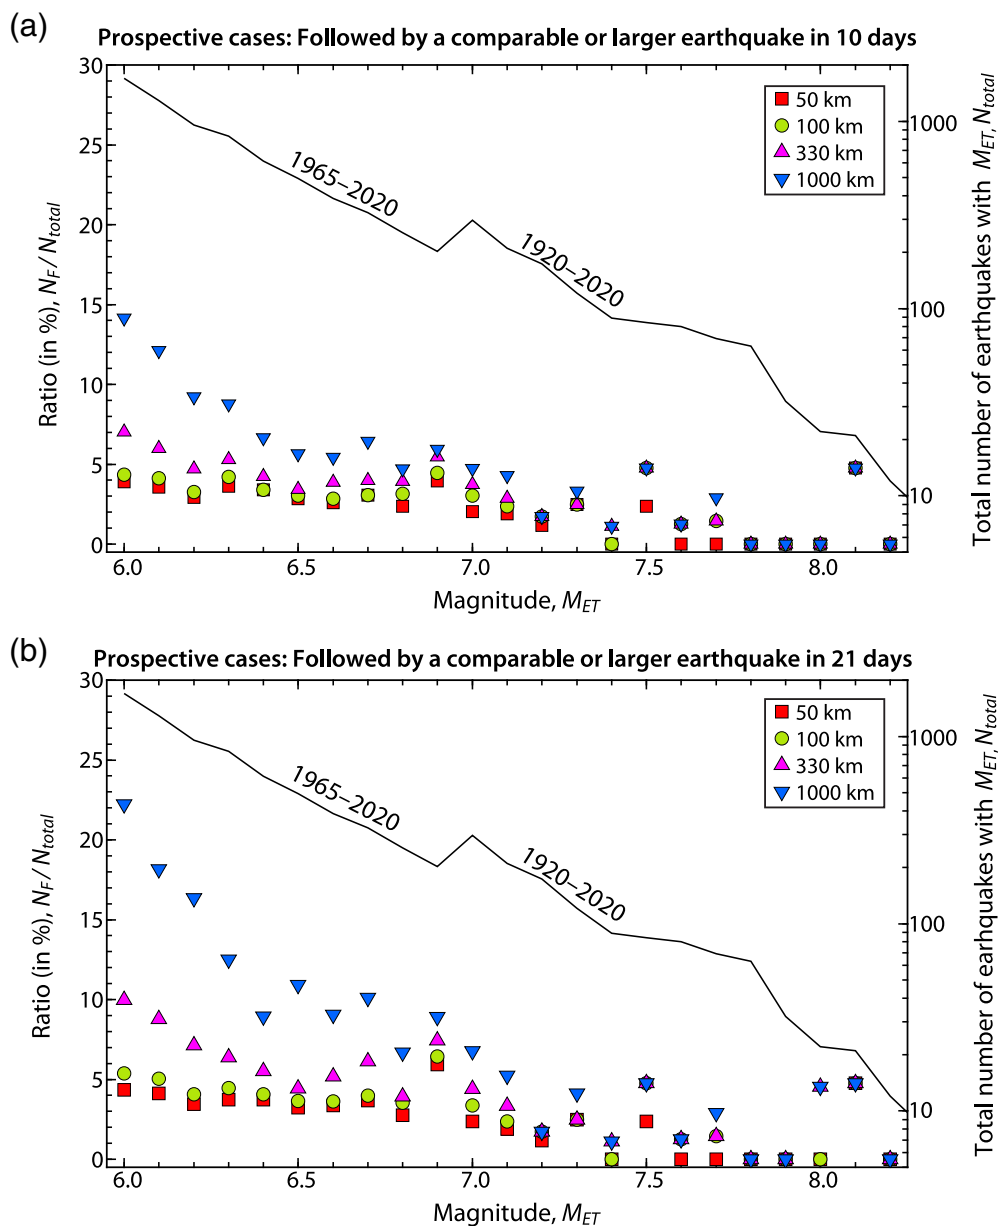 (a)
Prospective cases: Followed by a comparable or larger earthquake in 10 days
30
25
20
15
10
5
0
Ratio (in %), N_F / N_total
50 km
100 km
330 km
1000 km
1965–2020
1920–2020
1000
100
10
Total number of earthquakes with M_ET, N_total
6.0 6.5 7.0 7.5 8.0
Magnitude, M_ET
(b)
Prospective cases: Followed by a comparable or larger earthquake in 21 days
30
25
20
15
10
5
0
Ratio (in %), N_F / N_total
50 km
100 km
330 km
1000 km
1965–2020
1920–2020
1000
100
10
Total number of earhquakes with M_ET, N_total
6.0 6.5 7.0 7.5 8.0
Magnitude, M_ET